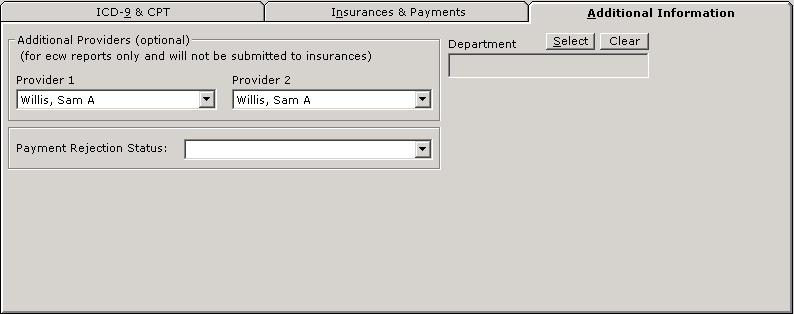 ICD-9 & CPT
Insurances & Payments
Additional Information
Additional Providers (optional)
(for ecw reports only and will not be submitted to insurances)
Provider 1
Provider 2
Willis, Sam A
Willis, Sam A
Payment Rejection Status:
Department
Select
Clear